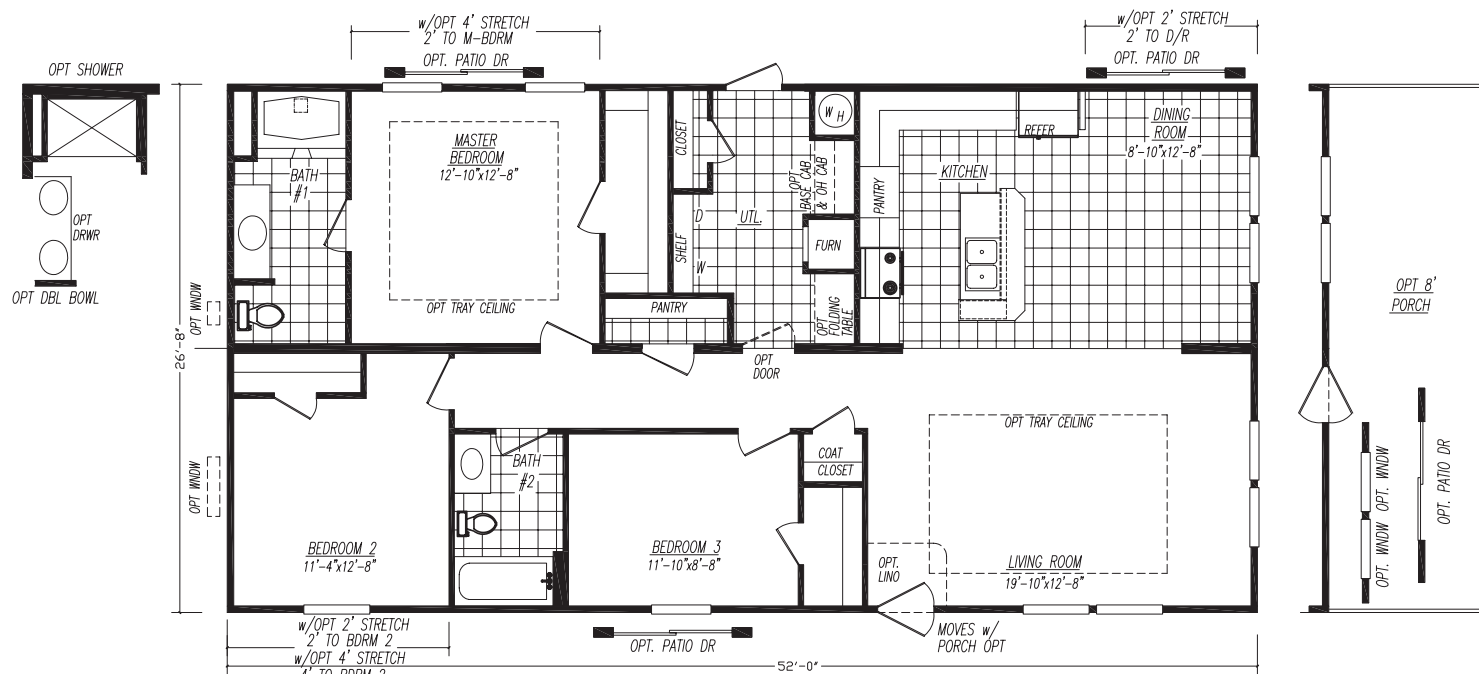 w/OPT 4' STRETCH
2' TO M-BDRM
OPT. PATIO DR
w/OPT 2' STRETCH
2' TO D/R
OPT. PATIO DR
OPT SHOWER
OPT
DRWR
OPT DBL BOWL
OPT WNDW
26'-8"
OPT WNDW
BATH
#1
MASTER
BEDROOM
12'-10"x12'-8"
OPT TRAY CEILING
CLOSET
SHELF
D
W
UTL.
W H
OPT
BASE CAB
& OH CAB
FURN
OPT
FOLDING
TABLE
PANTRY
OPT
DOOR
PANTRY
KITCHEN
REFER
DINING
ROOM
8'-10"x12'-8"
OPT 8'
PORCH
BEDROOM 2
11'-4"x12'-8"
BATH
#2
BEDROOM 3
11'-10"x8'-8"
COAT
CLOSET
OPT TRAY CEILING
OPT.
LINO
LIVING ROOM
19'-10"x12'-8"
OPT. WNDW
OPT. WNDW
OPT. PATIO DR
w/OPT 2' STRETCH
2' TO BDRM 2
w/OPT 4' STRETCH
4' TO BDRM 2
OPT. PATIO DR
MOVES w/
PORCH OPT
52'-0"